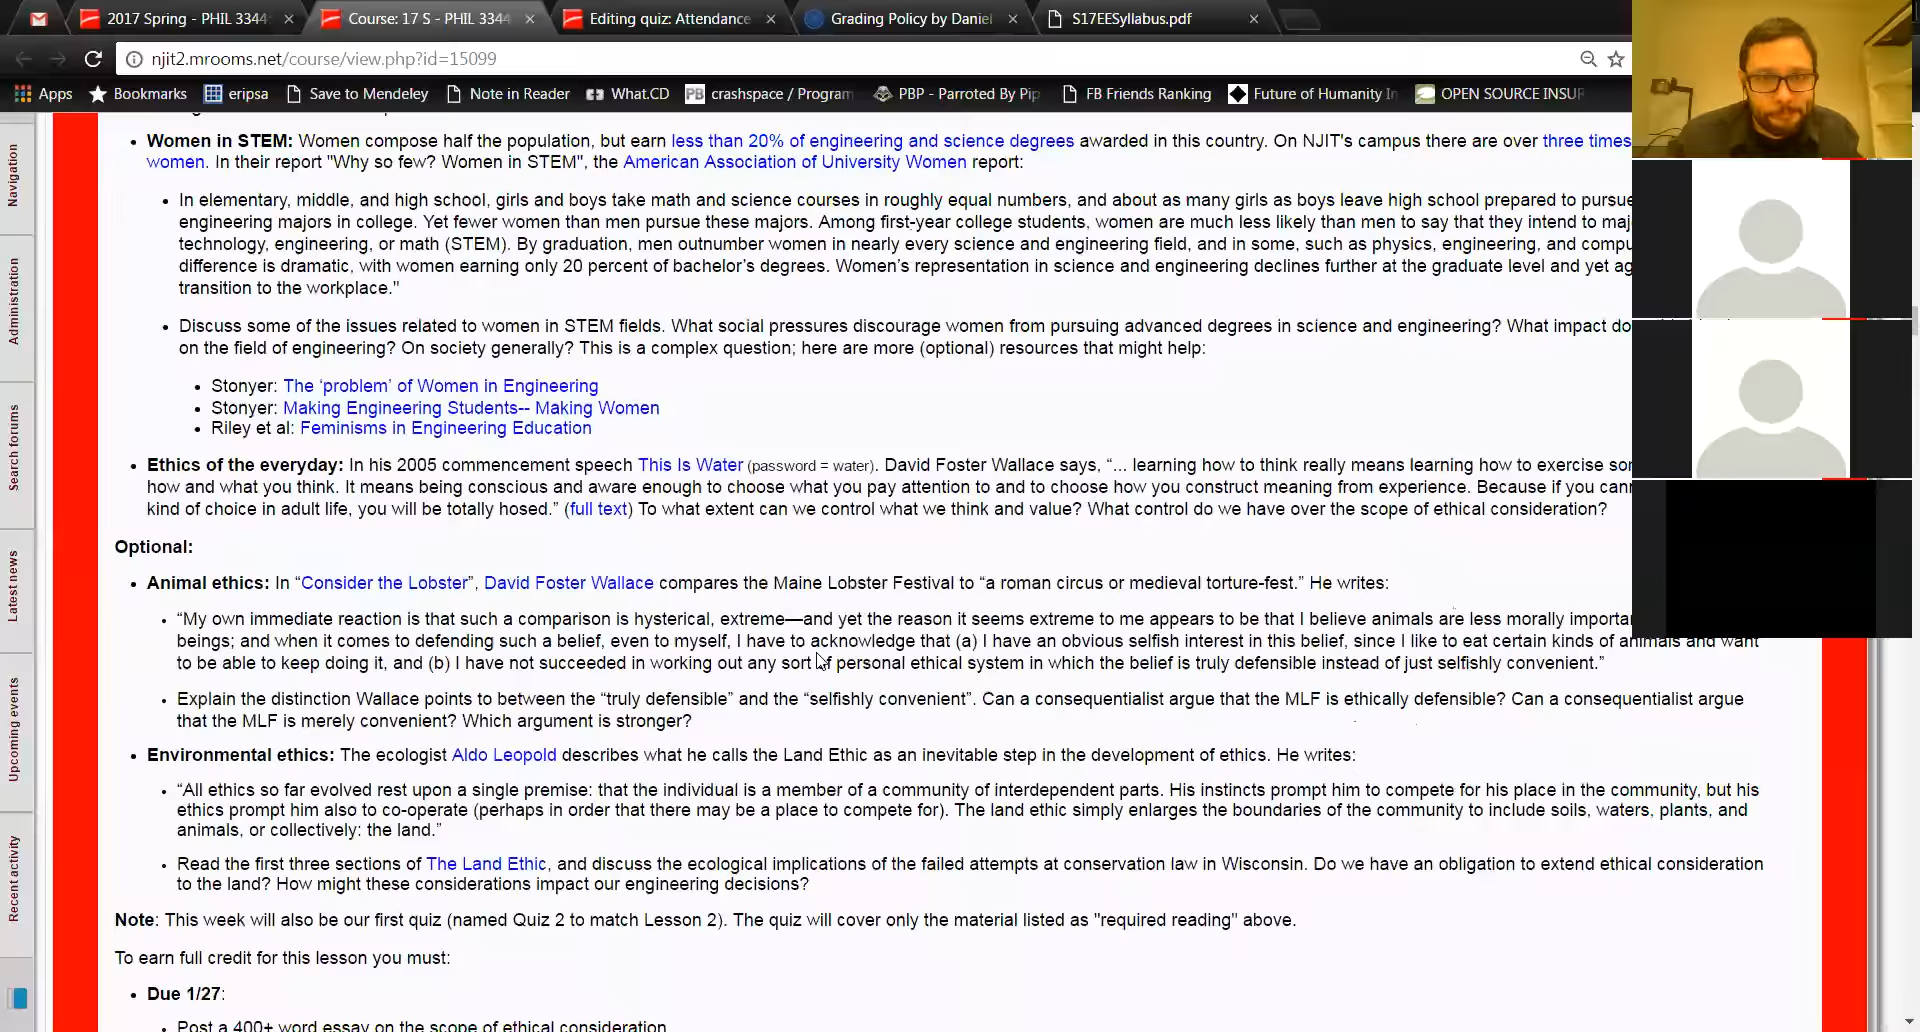 2017 Spring - PHIL 3344
Course: 17 S - PHIL 3344
Editing quiz: Attendance
Grading Policy by Daniel
S17EESyllabus.pdf
njit2.mrooms.net/course/view.php?id=15099
Apps
Bookmarks
eripsa
Save to Mendeley
Note in Reader
What.CD
PB crashspace / Program
PBP - Parroted By Pip
FB Friends Ranking
Future of Humanity In
OPEN SOURCE INSUR
Navigation
Administration
Search forums
Latest news
Upcoming events
Recent activity
Women in STEM: Women compose half the population, but earn less than 20% of engineering and science degrees awarded in this country. On NJIT's campus there are over three times
women. In their report "Why so few? Women in STEM", the American Association of University Women report:
In elementary, middle, and high school, girls and boys take math and science courses in roughly equal numbers, and about as many girls as boys leave high school prepared to pursue
engineering majors in college. Yet fewer women than men pursue these majors. Among first-year college students, women are much less likely than men to say that they intend to maj
technology, engineering, or math (STEM). By graduation, men outnumber women in nearly every science and engineering field, and in some, such as physics, engineering, and compu
difference is dramatic, with women earning only 20 percent of bachelor's degrees. Women's representation in science and engineering declines further at the graduate level and yet ag
transition to the workplace."
Discuss some of the issues related to women in STEM fields. What social pressures discourage women from pursuing advanced degrees in science and engineering? What impact do
on the field of engineering? On society generally? This is a complex question; here are more (optional) resources that might help:
Stonyer: The 'problem' of Women in Engineering
Stonyer: Making Engineering Students-- Making Women
Riley et al: Feminisms in Engineering Education
Ethics of the everyday: In his 2005 commencement speech This Is Water (password = water). David Foster Wallace says, "... learning how to think really means learning how to exercise sor
how and what you think. It means being conscious and aware enough to choose what you pay attention to and to choose how you construct meaning from experience. Because if you cann
kind of choice in adult life, you will be totally hosed." (full text) To what extent can we control what we think and value? What control do we have over the scope of ethical consideration?
Optional:
Animal ethics: In "Consider the Lobster", David Foster Wallace compares the Maine Lobster Festival to "a roman circus or medieval torture-fest." He writes:
"My own immediate reaction is that such a comparison is hysterical, extreme—and yet the reason it seems extreme to me appears to be that I believe animals are less morally importan
beings; and when it comes to defending such a belief, even to myself, I have to acknowledge that (a) I have an obvious selfish interest in this belief, since I like to eat certain kinds of animals and want
to be able to keep doing it, and (b) I have not succeeded in working out any sort of personal ethical system in which the belief is truly defensible instead of just selfishly convenient."
Explain the distinction Wallace points to between the "truly defensible" and the "selfishly convenient". Can a consequentialist argue that the MLF is ethically defensible? Can a consequentialist argue
that the MLF is merely convenient? Which argument is stronger?
Environmental ethics: The ecologist Aldo Leopold describes what he calls the Land Ethic as an inevitable step in the development of ethics. He writes:
"All ethics so far evolved rest upon a single premise: that the individual is a member of a community of interdependent parts. His instincts prompt him to compete for his place in the community, but his
ethics prompt him also to co-operate (perhaps in order that there may be a place to compete for). The land ethic simply enlarges the boundaries of the community to include soils, waters, plants, and
animals, or collectively: the land."
Read the first three sections of The Land Ethic, and discuss the ecological implications of the failed attempts at conservation law in Wisconsin. Do we have an obligation to extend ethical consideration
to the land? How might these considerations impact our engineering decisions?
Note: This week will also be our first quiz (named Quiz 2 to match Lesson 2). The quiz will cover only the material listed as "required reading" above.
To earn full credit for this lesson you must:
Due 1/27:
Post a 400+ word essay on the scope of ethical consideration